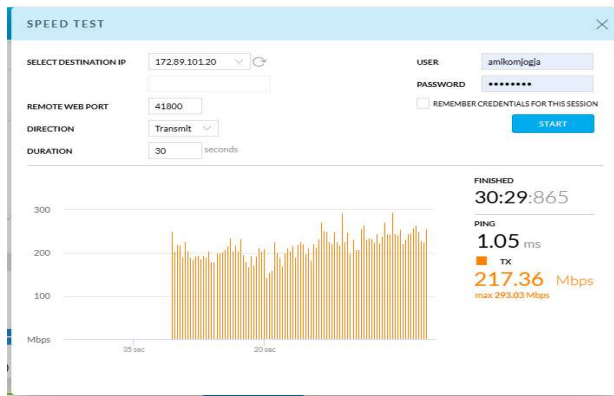 SPEED TEST
SELECT DESTINATION IP
172.89.101.20
USER
amikomjogja
PASSWORD
••••••••
REMEMBER CREDENTIALS FOR THIS SESSION
REMOTE WEB PORT
41800
START
DIRECTION
Transmit
DURATION
30
seconds
FINISHED
30:29:865
PING
1.05 ms
TX
217.36 Mbps
max 293.03 Mbps
300
200
100
Mbps
35 sec
20 sec